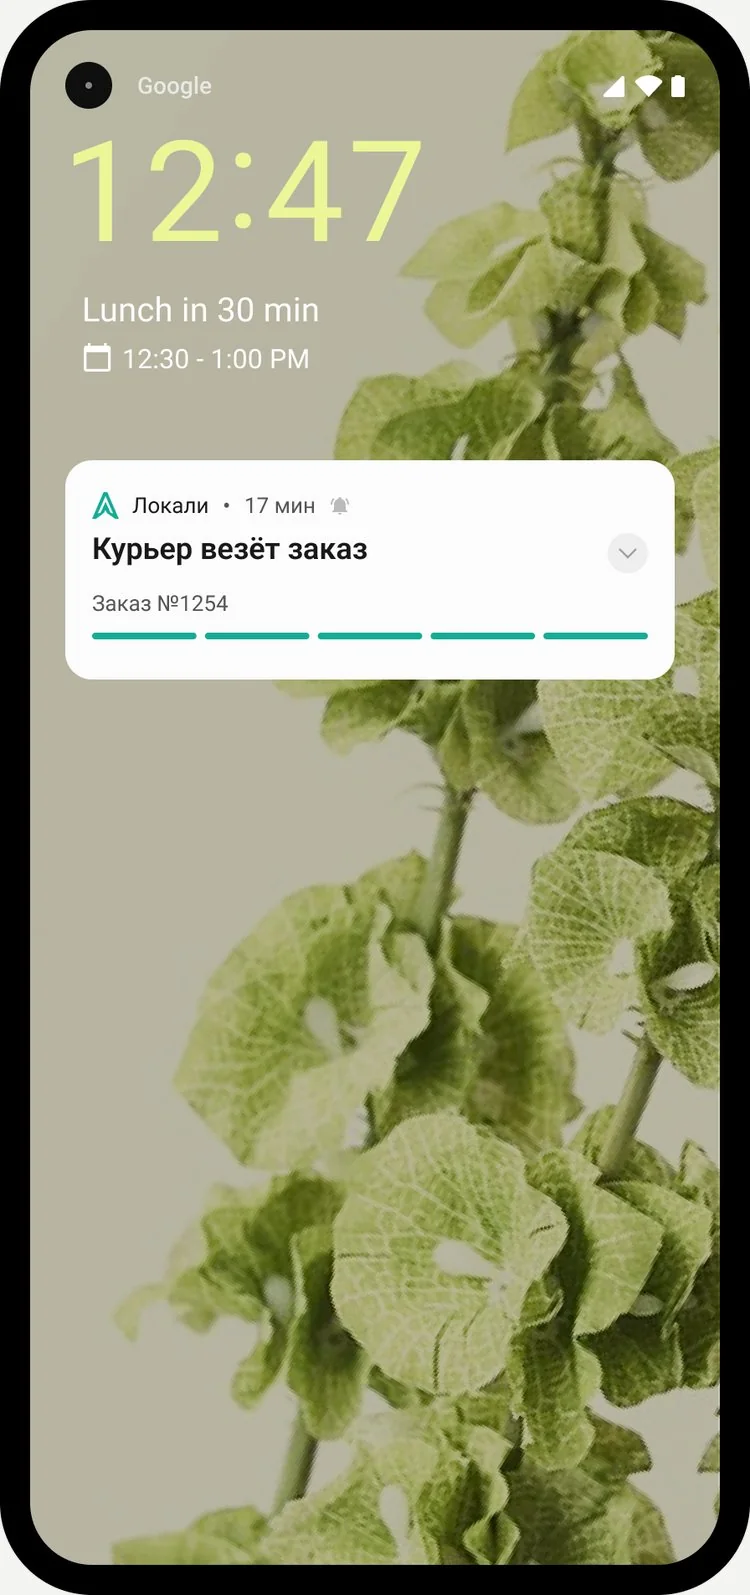 Google
12:47
Lunch in 30 min
12:30 - 1:00 PM
Локали • 17 мин
Курьер везёт заказ
Заказ №1254